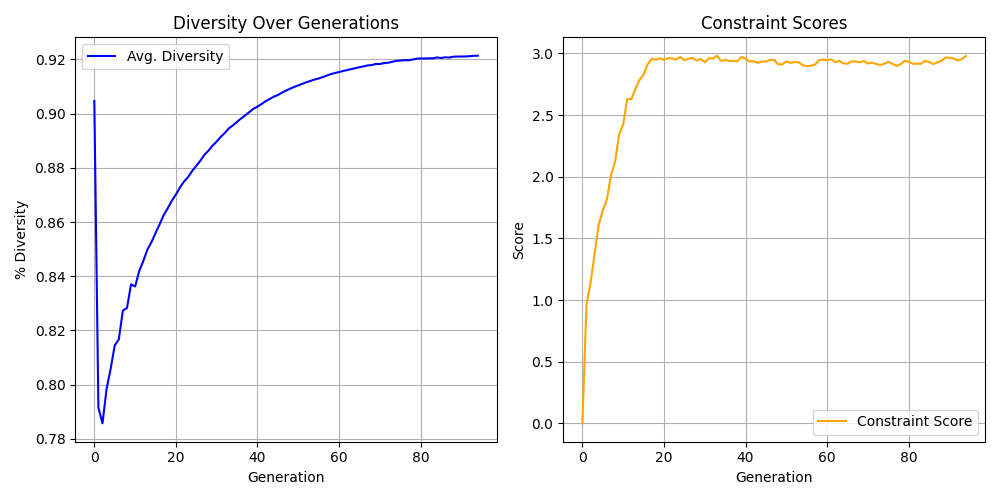 Diversity Over Generations
Avg. Diversity
% Diversity
0.92
0.90
0.88
0.86
0.84
0.82
0.80
0.78
0 20 40 60 80
Generation
Constraint Scores
Score
3.0
2.5
2.0
1.5
1.0
0.5
0.0
Constraint Score
0 20 40 60 80
Generation